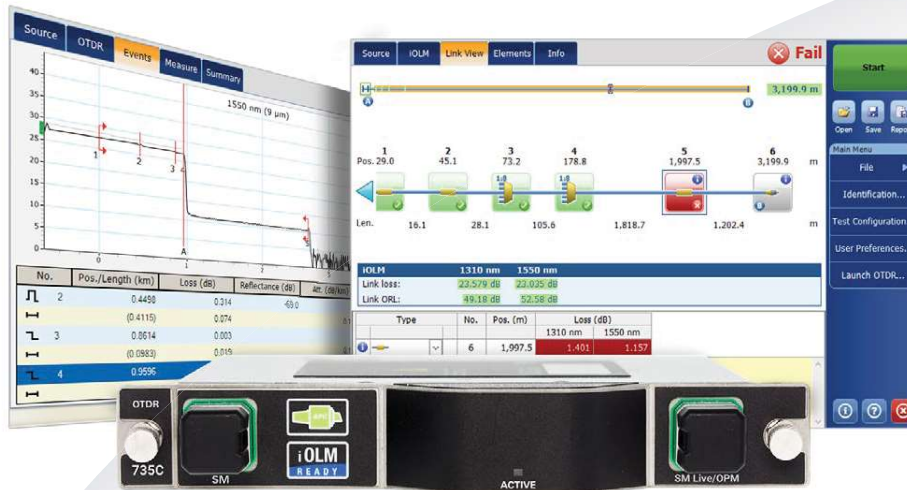 Source OTDR Events Measure Summary
1550 nm (9 µm)
40
35
30
25
20
15
10
5
0
1 2 3 4
A
0 1 2
No. Pos./Length (km) Loss (dB) Reflectance (dB) Att. (dB/km)
2 0.4498 0.314 -69.0
(0.4115) 0.074
3 0.8614 0.003
(0.0983) 0.019
4 0.9596
Source iOLM Link View Elements Info
Fail
3,199.9 m
A B
1 2 3 4 5 6
Pos. 29.0 45.1 73.2 178.8 1,997.5 3,199.9 m
1:8 1:8
B
Len. 16.1 28.1 105.6 1,818.7 1,202.4 m
iOLM 1310 nm 1550 nm
Link loss: 23.579 dB 23.035 dB
Link ORL: 49.18 dB 52.58 dB
Type No. Pos. (m) Loss (dB)
1310 nm 1550 nm
6 1,997.5 1.401 1.157
Start
Open Save Repo
Main Menu
File
Identification...
Test Configuration
User Preferences.
Launch OTDR...
OTDR
735C
SM
APC
iOLM
READY
ACTIVE
SM Live/OPM